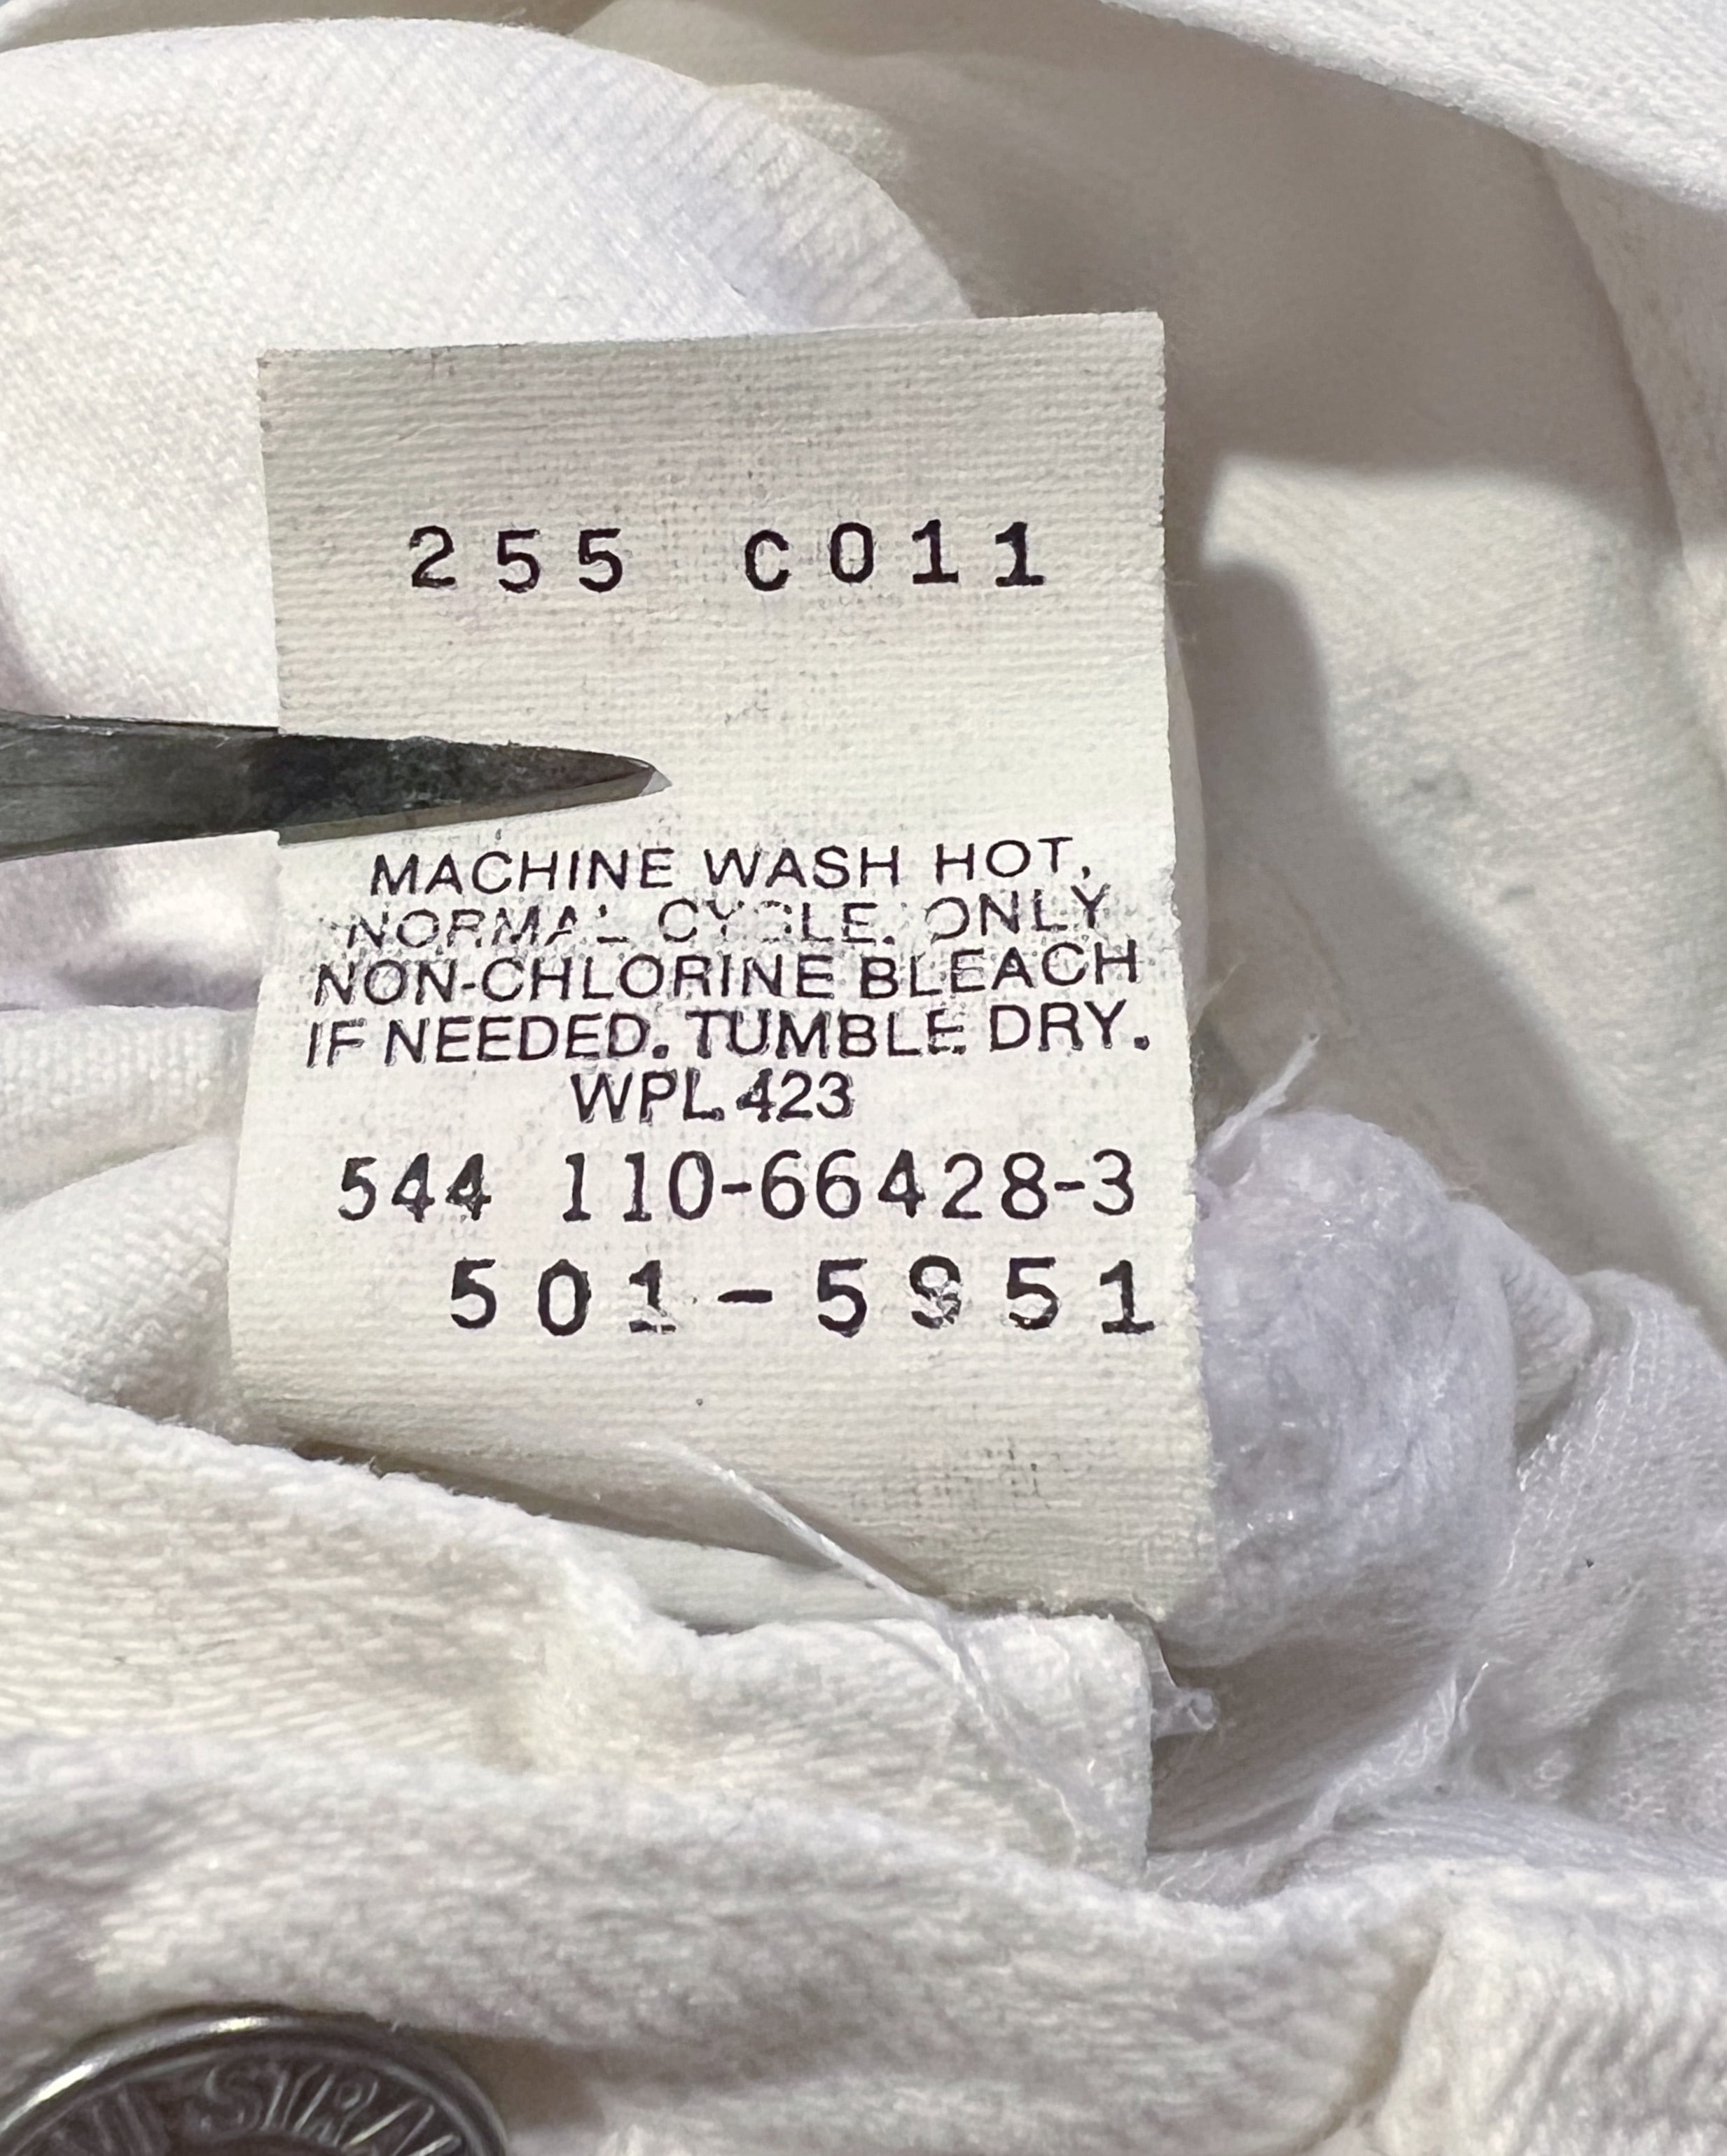 255 C011
MACHINE WASH HOT,
NORMAL CYCLE. ONLY
NON-CHLORINE BLEACH
IF NEEDED. TUMBLE DRY.
WPL 423
544 110-66428-3
501-5951